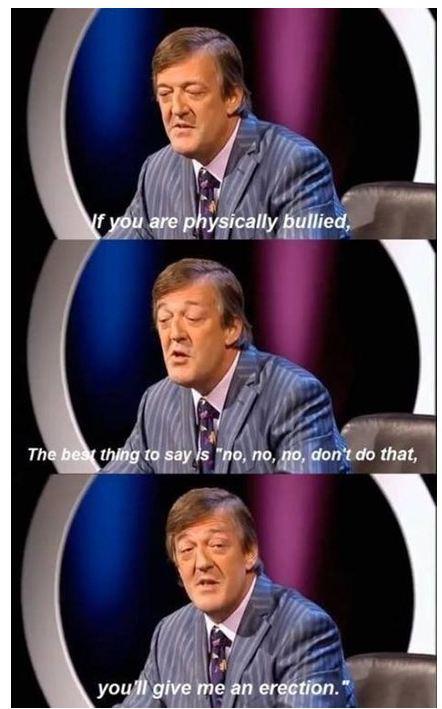 If you are physically bullied,
The best thing to say is "no, no, no, don't do that,
you'll give me an erection."